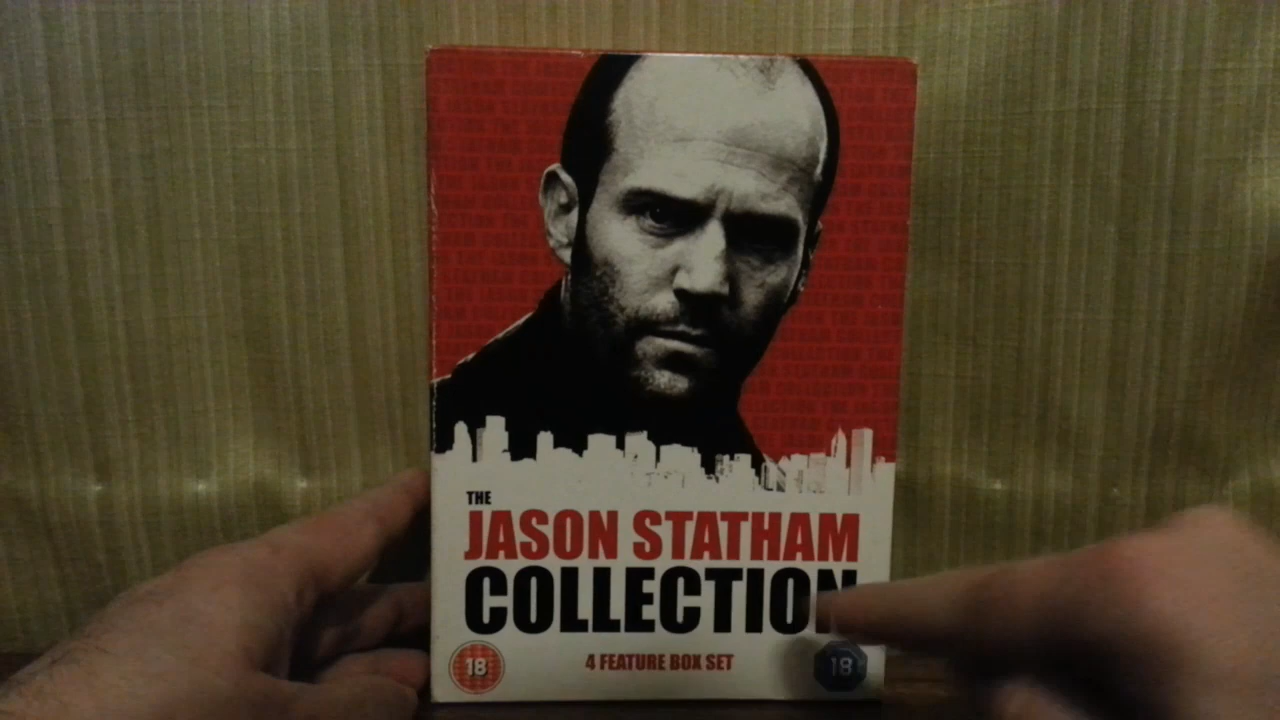 THE
JASON STATHAM
COLLECTION
18
4 FEATURE BOX SET
18